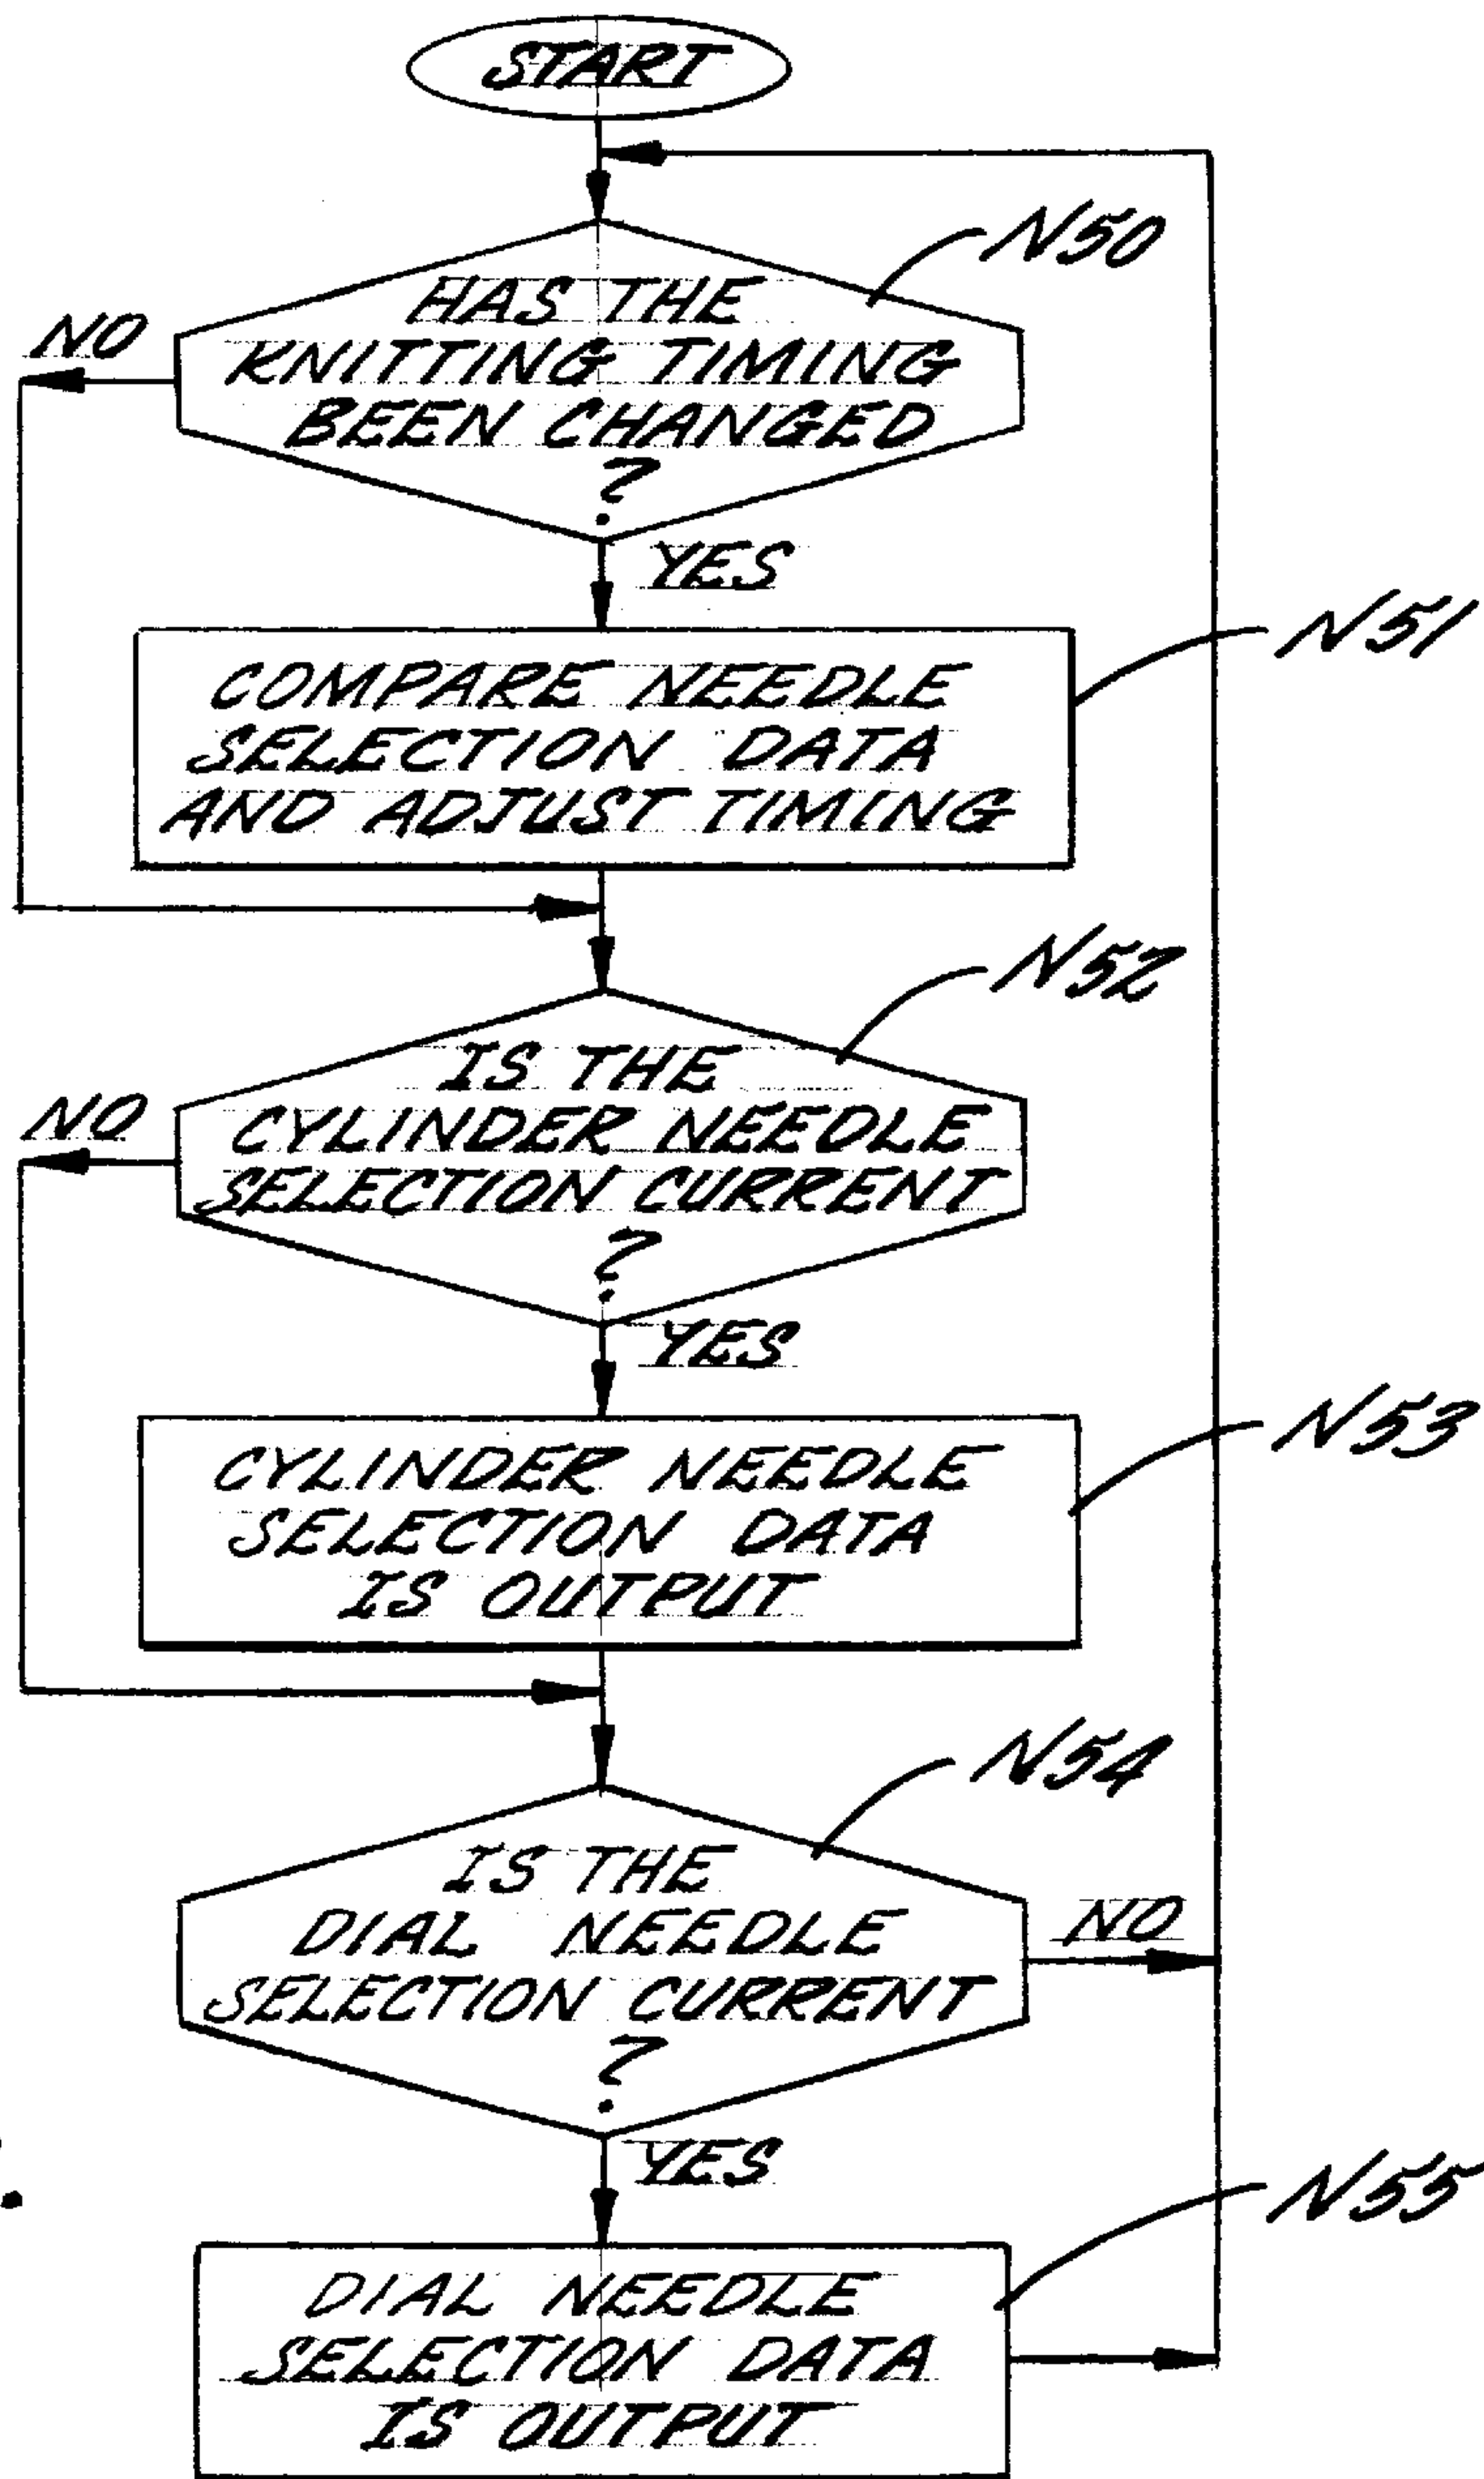 START
N50
HAS THE
KNITTING TIMING
BEEN CHANGED
?
NO
YES
N51
COMPARE NEEDLE
SELECTION DATA
AND ADJUST TIMING
N52
IS THE
CYLINDER NEEDLE
SELECTION CURRENT
?
NO
YES
N53
CYLINDER NEEDLE
SELECTION DATA
IS OUTPUT
N54
IS THE
DIAL NEEDLE
SELECTION CURRENT
?
NO
YES
N55
DIAL NEEDLE
SELECTION DATA
IS OUTPUT